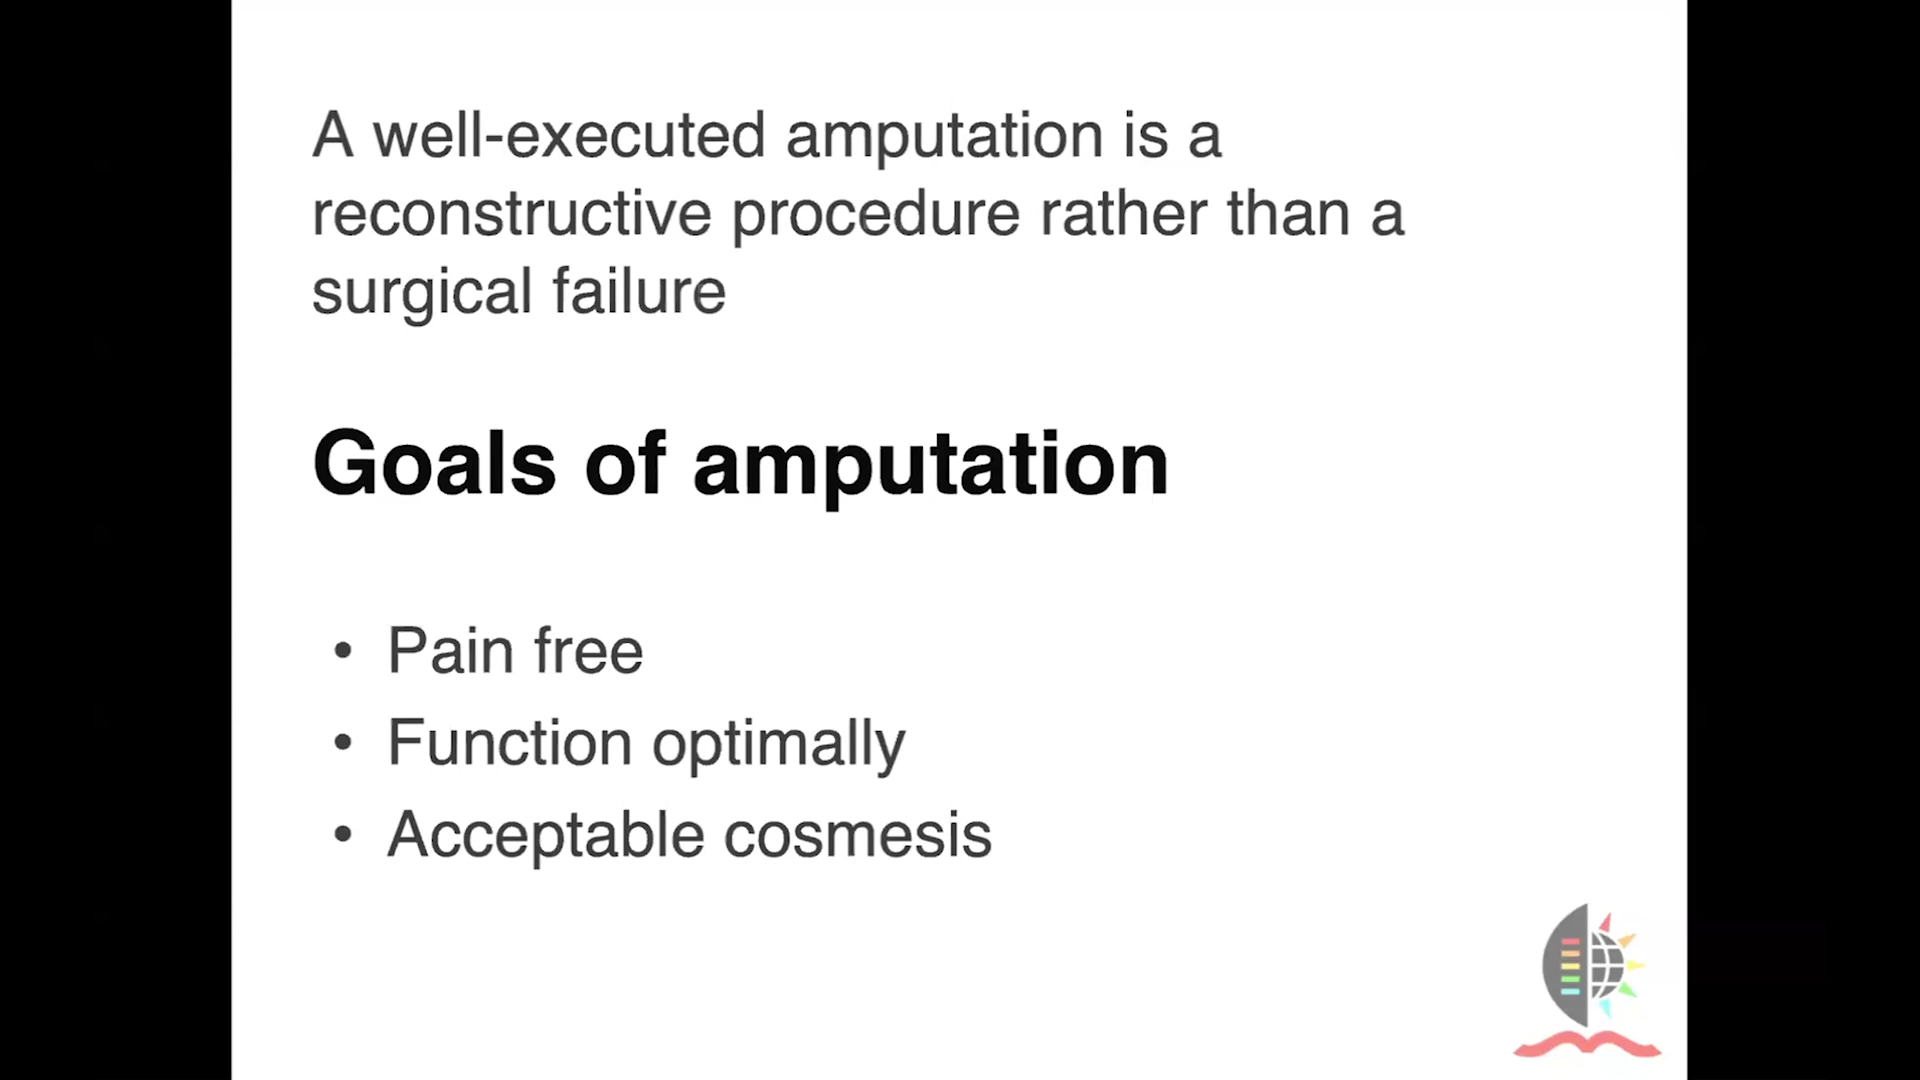 A well-executed amputation is a
reconstructive procedure rather than a
surgical failure
Goals of amputation
• Pain free
• Function optimally
• Acceptable cosmesis